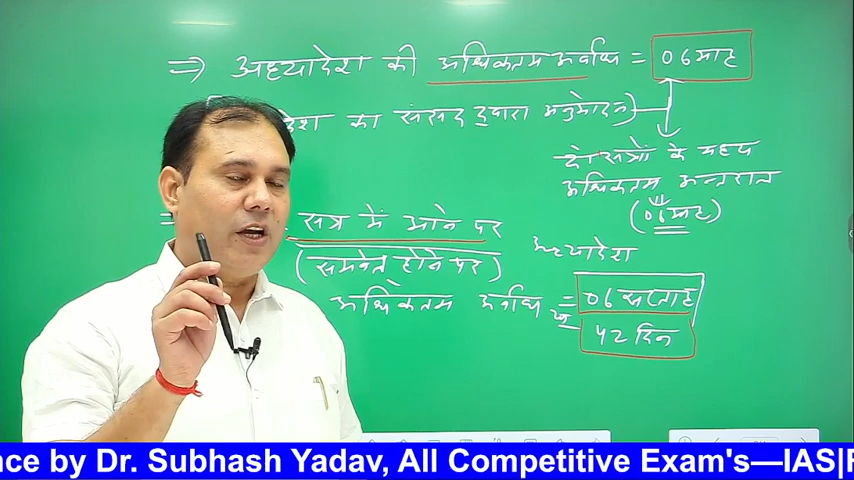 ⇒ अध्यादेश की अधिकतम अवधि = 06 माह
देश का संसद द्वारा अनुमोदन)
दो सत्रों के मध्य
अधिकतम अन्तराल
(06 माह)
सत्र में आने पर
(समवेत होने पर)
अध्यादेश
अधिकतम अवधि = 06 सप्ताह
42 दिन
nce by Dr. Subhash Yadav, All Competitive Exam's—IAS|